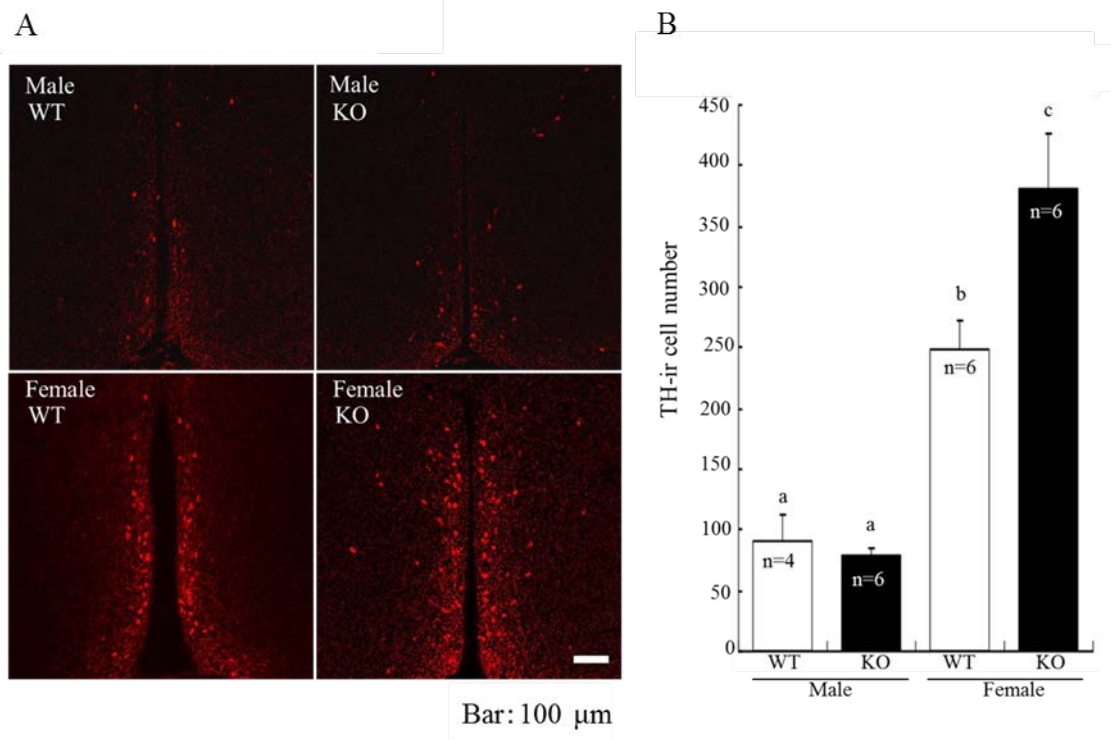 A
Male
WT
Male
KO
Female
WT
Female
KO
Bar: 100 μm
B
TH-ir cell number
450
400
350
300
250
200
150
100
50
0
a
n=4
a
n=6
b
n=6
c
n=6
WT
KO
WT
KO
Male
Female